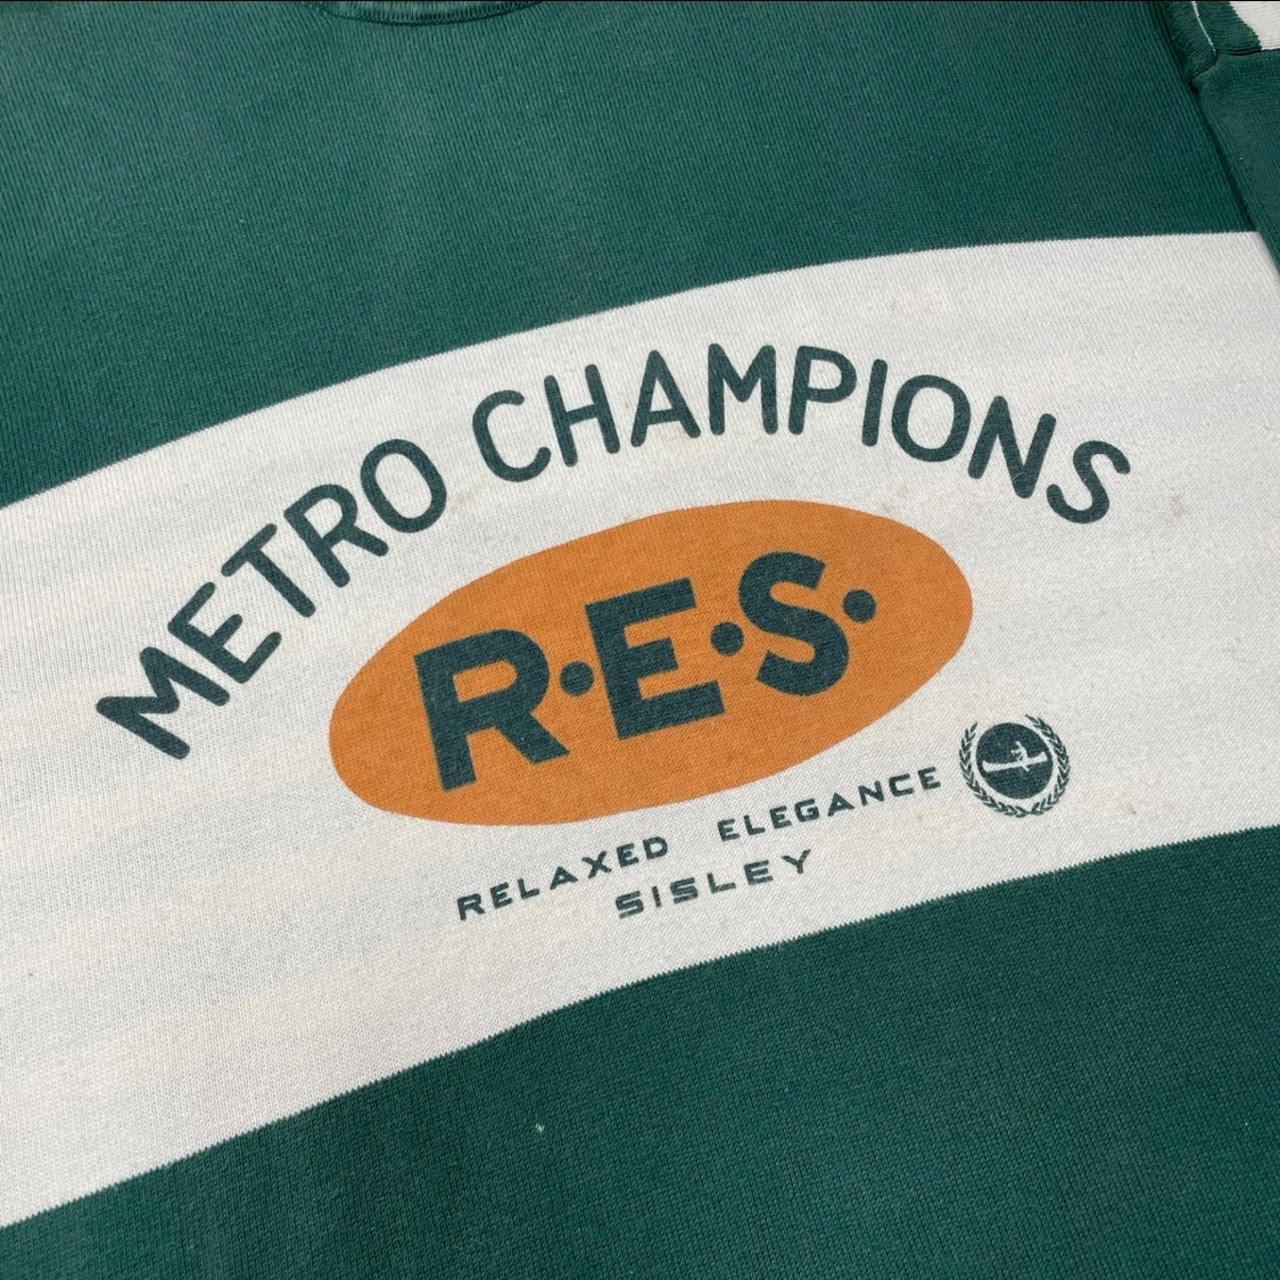 METRO CHAMPIONS
R·E·S·
RELAXED ELEGANCE
SISLEY